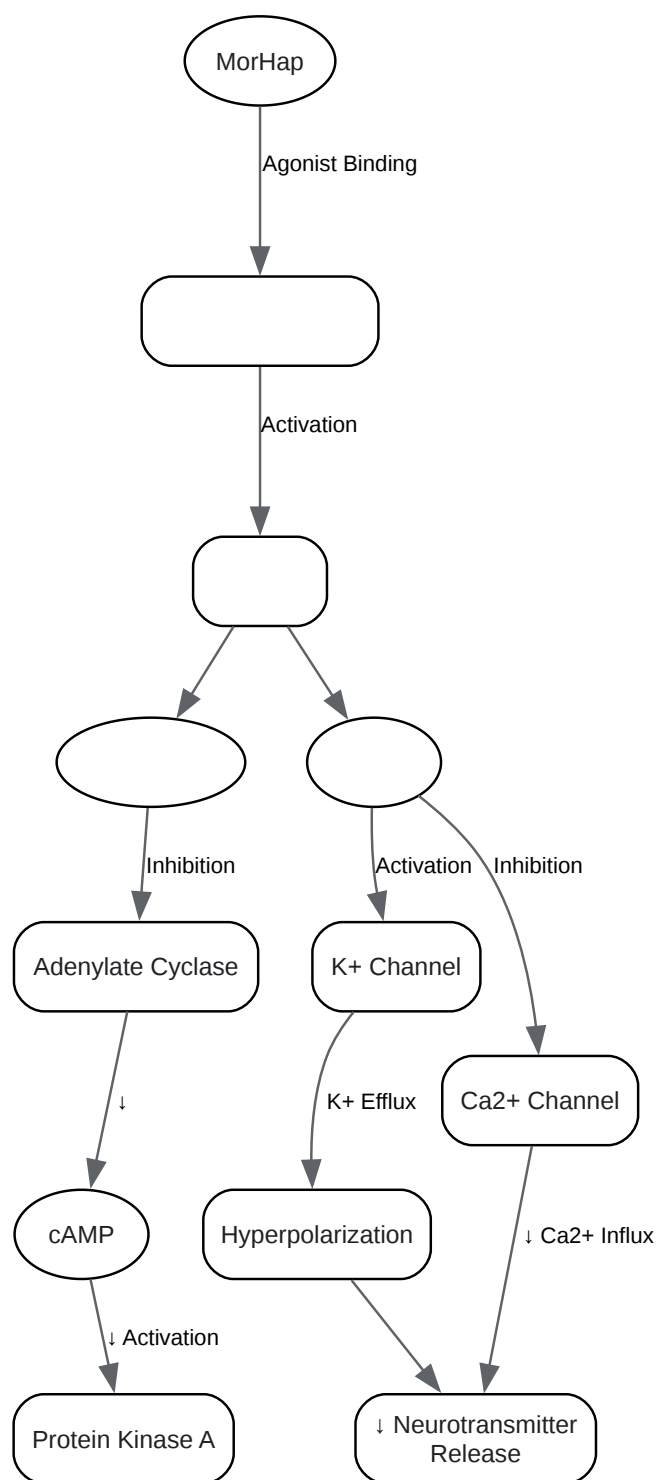 MorHap
Agonist Binding
Activation
Inhibition
Activation
Inhibition
Adenylate Cyclase
K+ Channel
↓
K+ Efflux
Ca2+ Channel
cAMP
Hyperpolarization
↓ Ca2+ Influx
↓ Activation
Protein Kinase A
↓ Neurotransmitter
Release